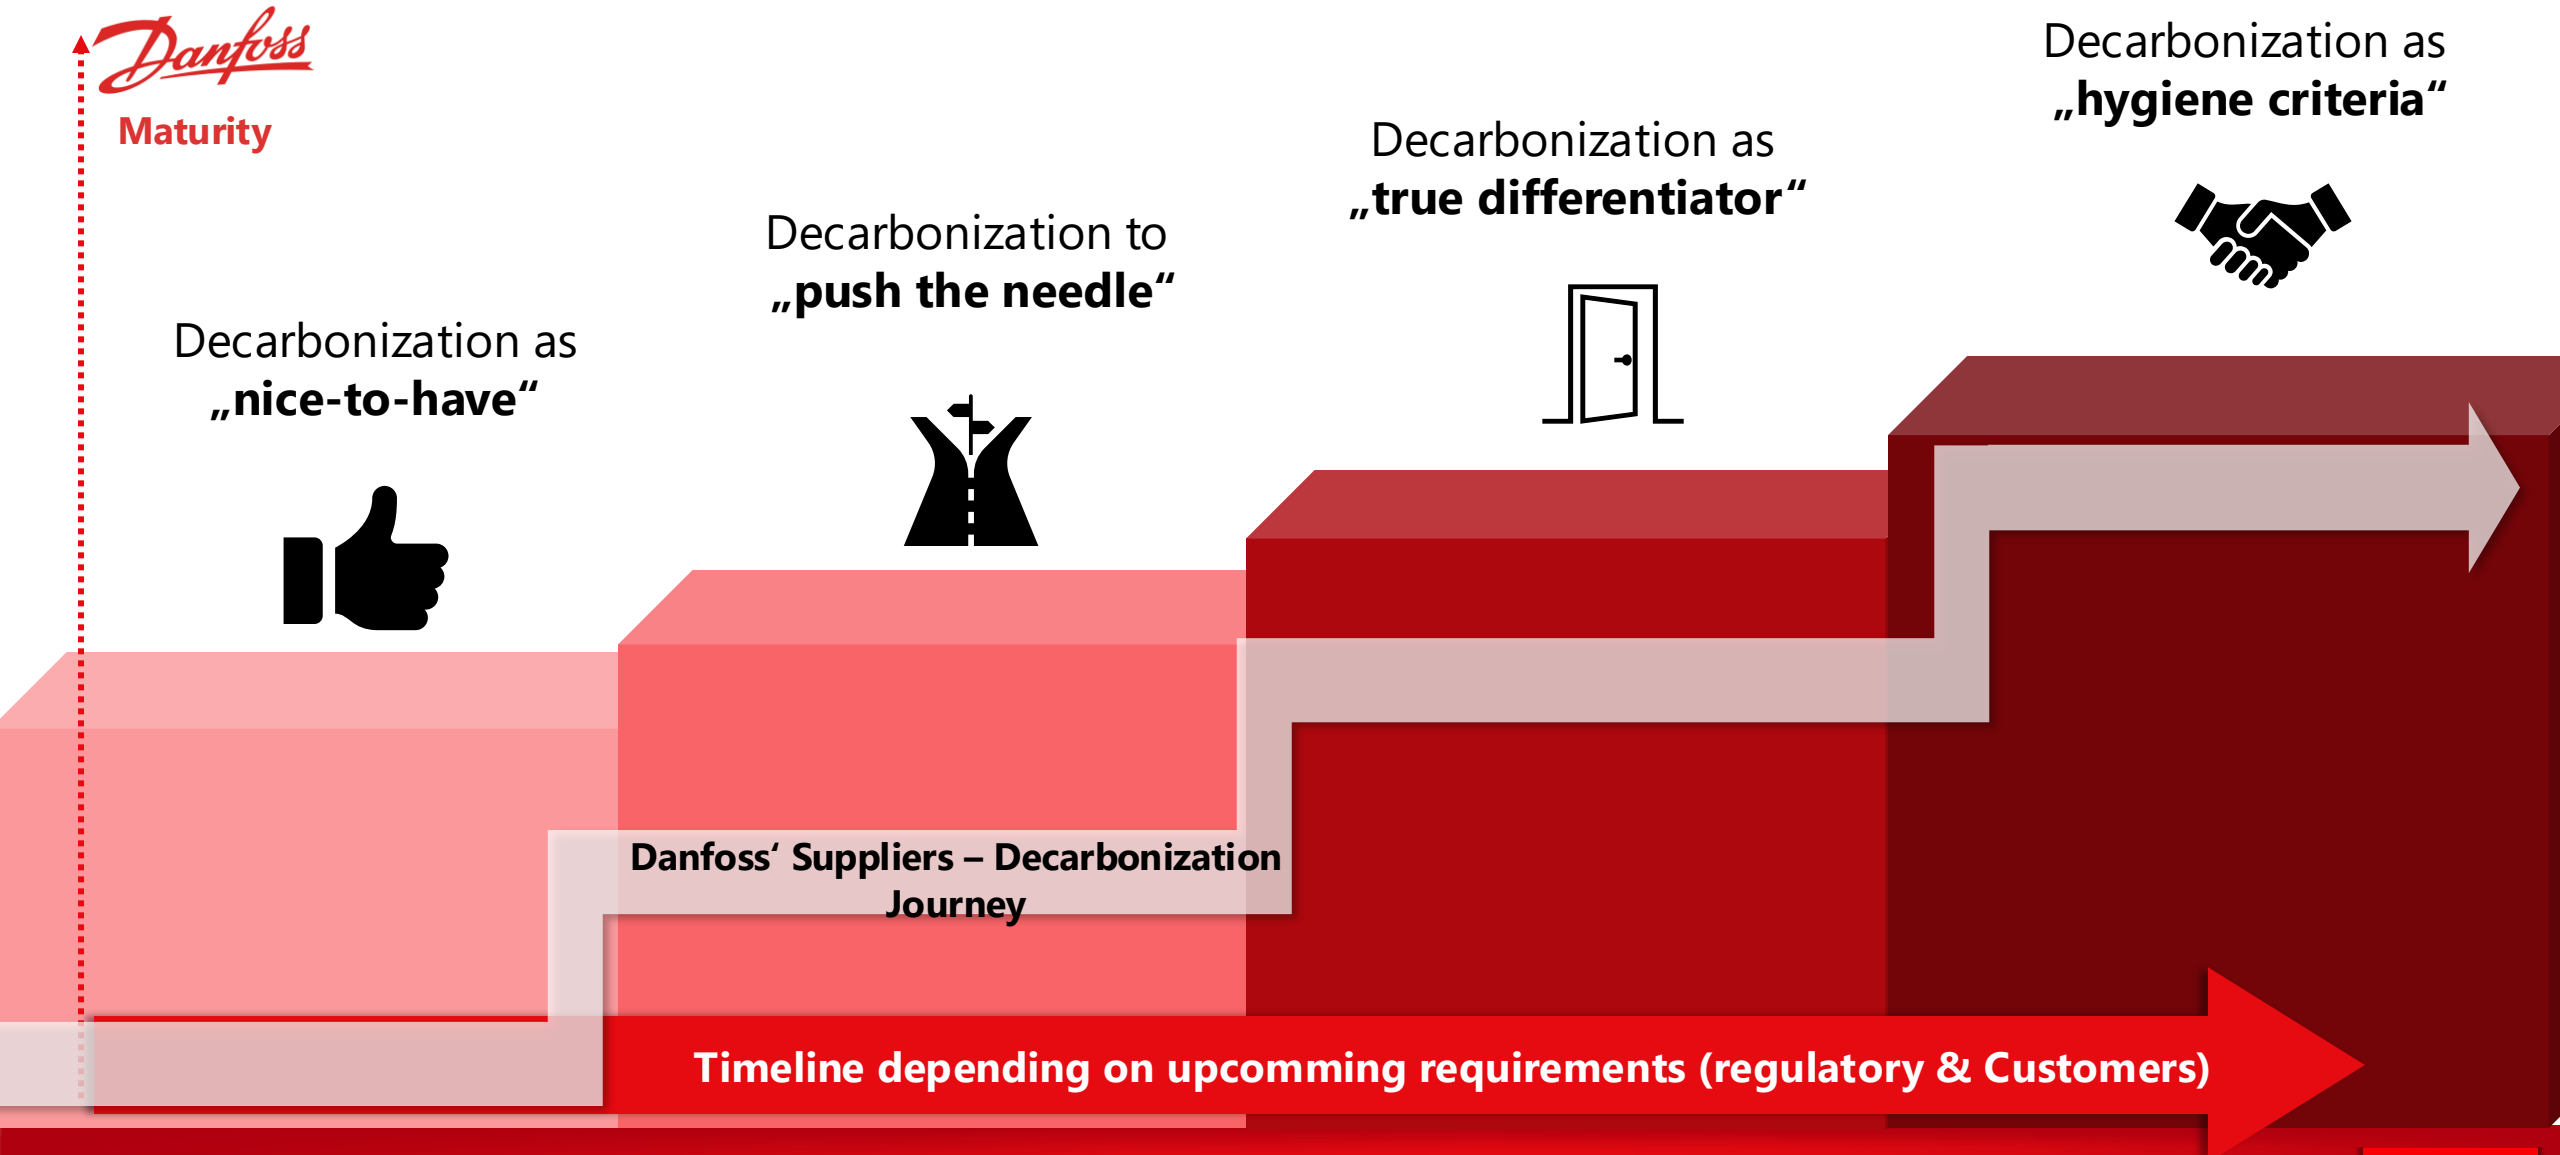 Danfoss
Maturity
Decarbonization as
„nice-to-have“
Decarbonization to
„push the needle“
Decarbonization as
„true differentiator“
Decarbonization as
„hygiene criteria“
Danfoss‘ Suppliers – Decarbonization
Journey
Timeline depending on upcomming requirements (regulatory & Customers)